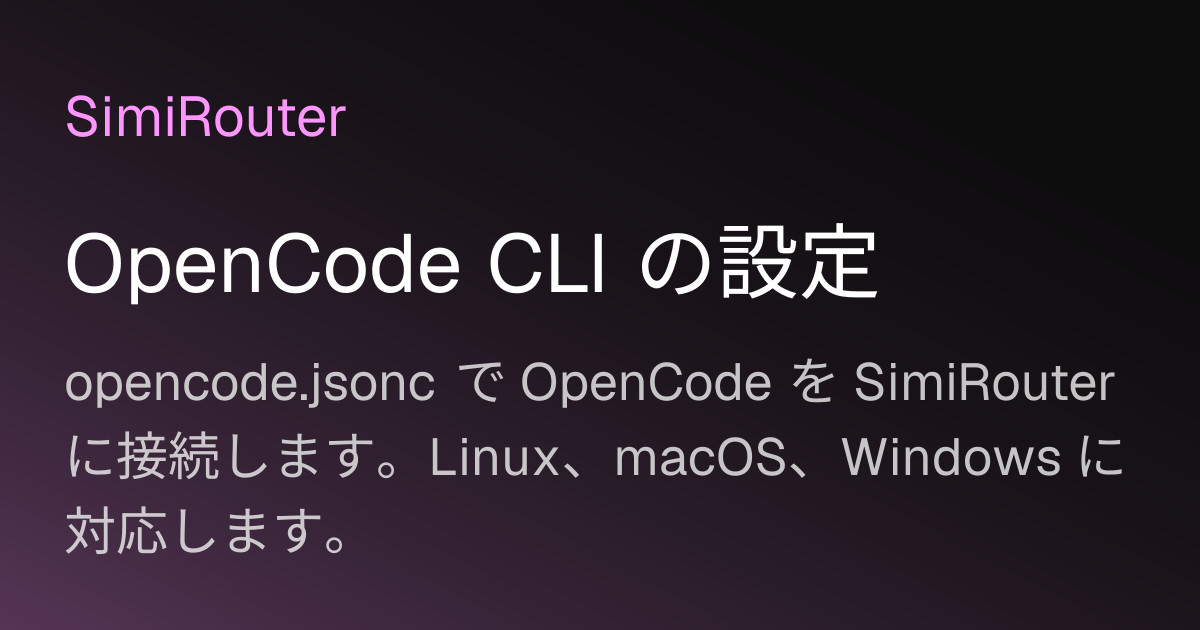 SimiRouter
OpenCode CLI の設定
opencode.jsonc で OpenCode を SimiRouter
に接続します。Linux、macOS、Windows に
対応します。